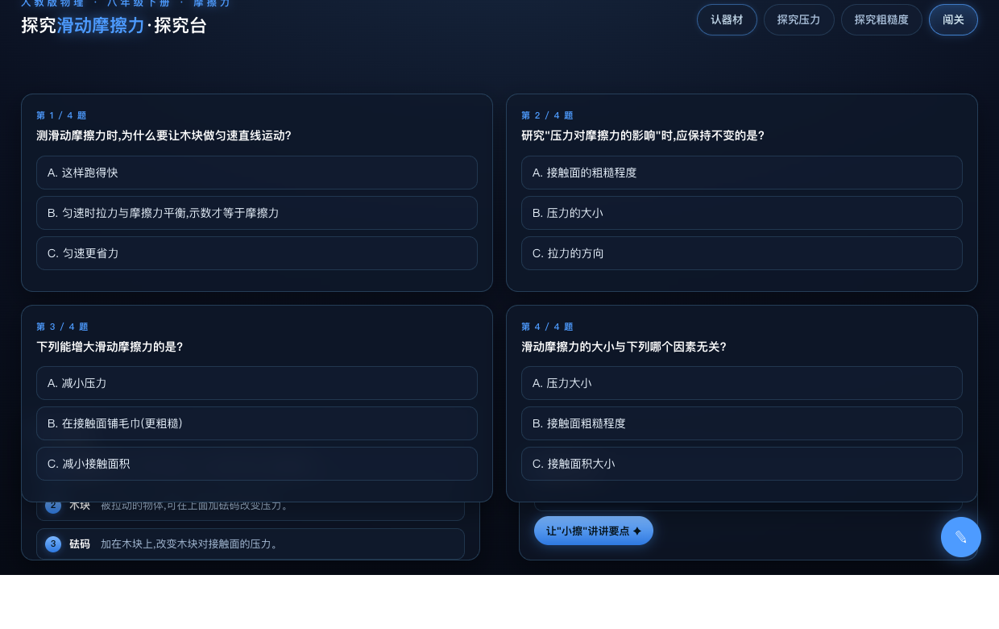 人教版物理 · 八年级下册 · 摩擦力
探究滑动摩擦力·探究台
认器材
探究压力
探究粗糙度
闯关
第 1 / 4 题
测滑动摩擦力时,为什么要让木块做匀速直线运动?
A. 这样跑得快
B. 匀速时拉力与摩擦力平衡,示数才等于摩擦力
C. 匀速更省力
第 2 / 4 题
研究"压力对摩擦力的影响"时,应保持不变的是?
A. 接触面的粗糙程度
B. 压力的大小
C. 拉力的方向
第 3 / 4 题
下列能增大滑动摩擦力的是?
A. 减小压力
B. 在接触面铺毛巾(更粗糙)
C. 减小接触面积
第 4 / 4 题
滑动摩擦力的大小与下列哪个因素无关?
A. 压力大小
B. 接触面粗糙程度
C. 接触面积大小
2 木块 被拉动的物体,可在上面加砝码改变压力。
3 砝码 加在木块上,改变木块对接触面的压力。
让"小擦"讲讲要点 ✦